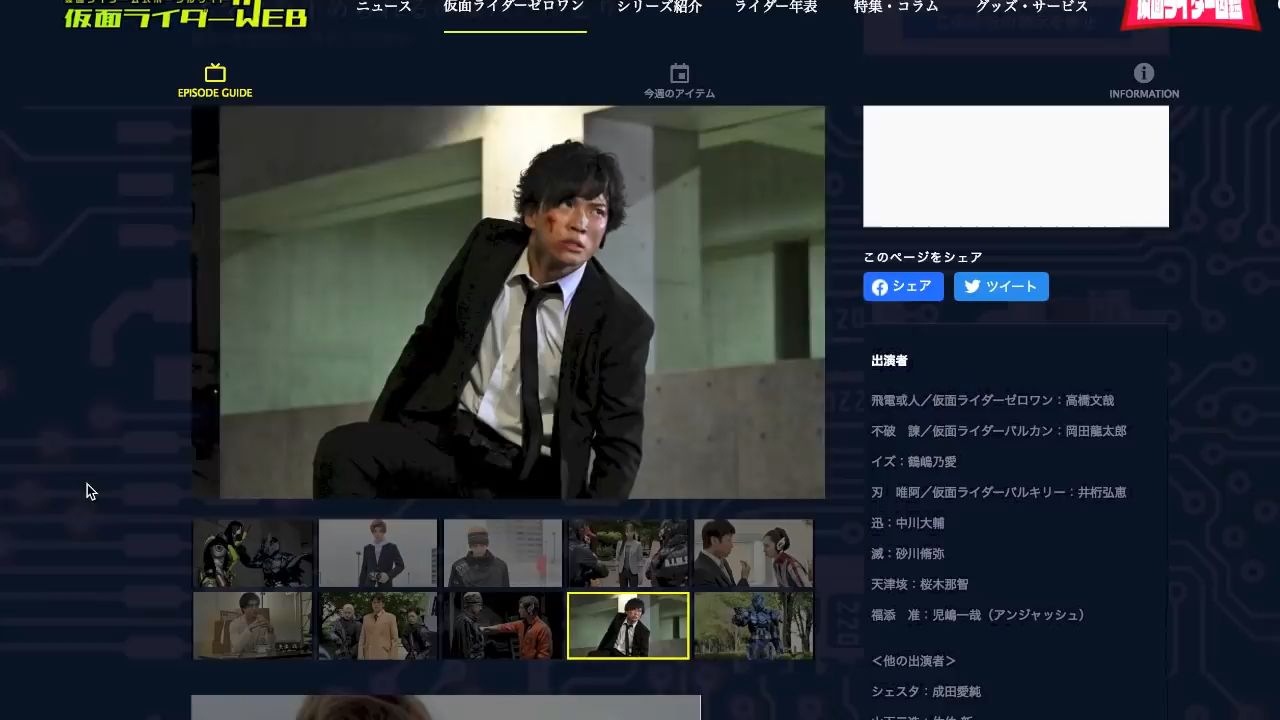 仮面ライダーWEB
ニュース
仮面ライダーゼロワン
シリーズ紹介
ライダー年表
特集・コラム
グッズ・サービス
仮面ライダー図鑑
EPISODE GUIDE
今週のアイテム
INFORMATION
このページをシェア
シェア
ツイート
出演者
飛電或人／仮面ライダーゼロワン：高橋文哉
不破　諫／仮面ライダーバルカン：岡田龍太郎
イズ：鶴嶋乃愛
刃　唯阿／仮面ライダーバルキリー：井桁弘恵
迅：中川大輔
滅：砂川脩弥
天津垓：桜木那智
福添　准：児嶋一哉（アンジャッシュ）
＜他の出演者＞
シェスタ：成田愛純